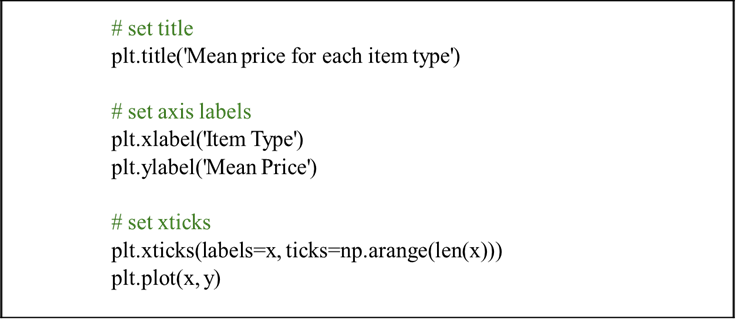 # set title
plt.title('Mean price for each item type')
# set axis labels
plt.xlabel('Item Type')
plt.ylabel('Mean Price')
# set xticks
plt.xticks(labels=x, ticks=np.arange(len(x)))
plt.plot(x, y)